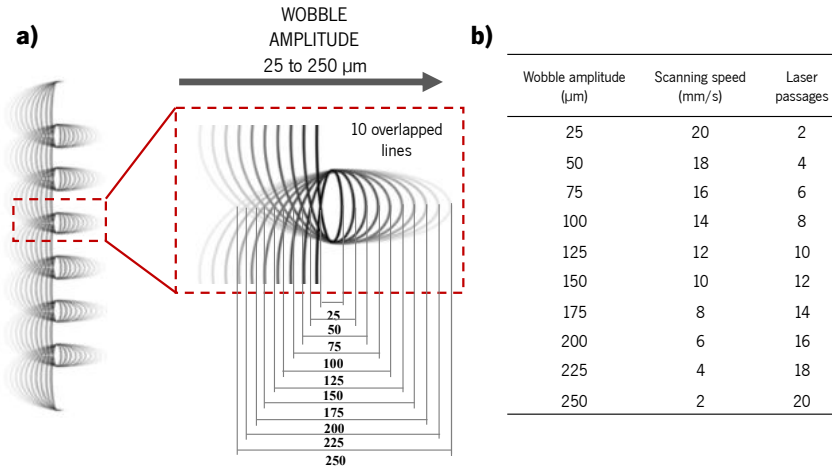 a)
WOBBLE
AMPLITUDE
25 to 250 µm
10 overlapped
lines
25
50
75
100
125
150
175
200
225
250
b)
Wobble amplitude (µm) Scanning speed (mm/s) Laser passages
25 20 2
50 18 4
75 16 6
100 14 8
125 12 10
150 10 12
175 8 14
200 6 16
225 4 18
250 2 20